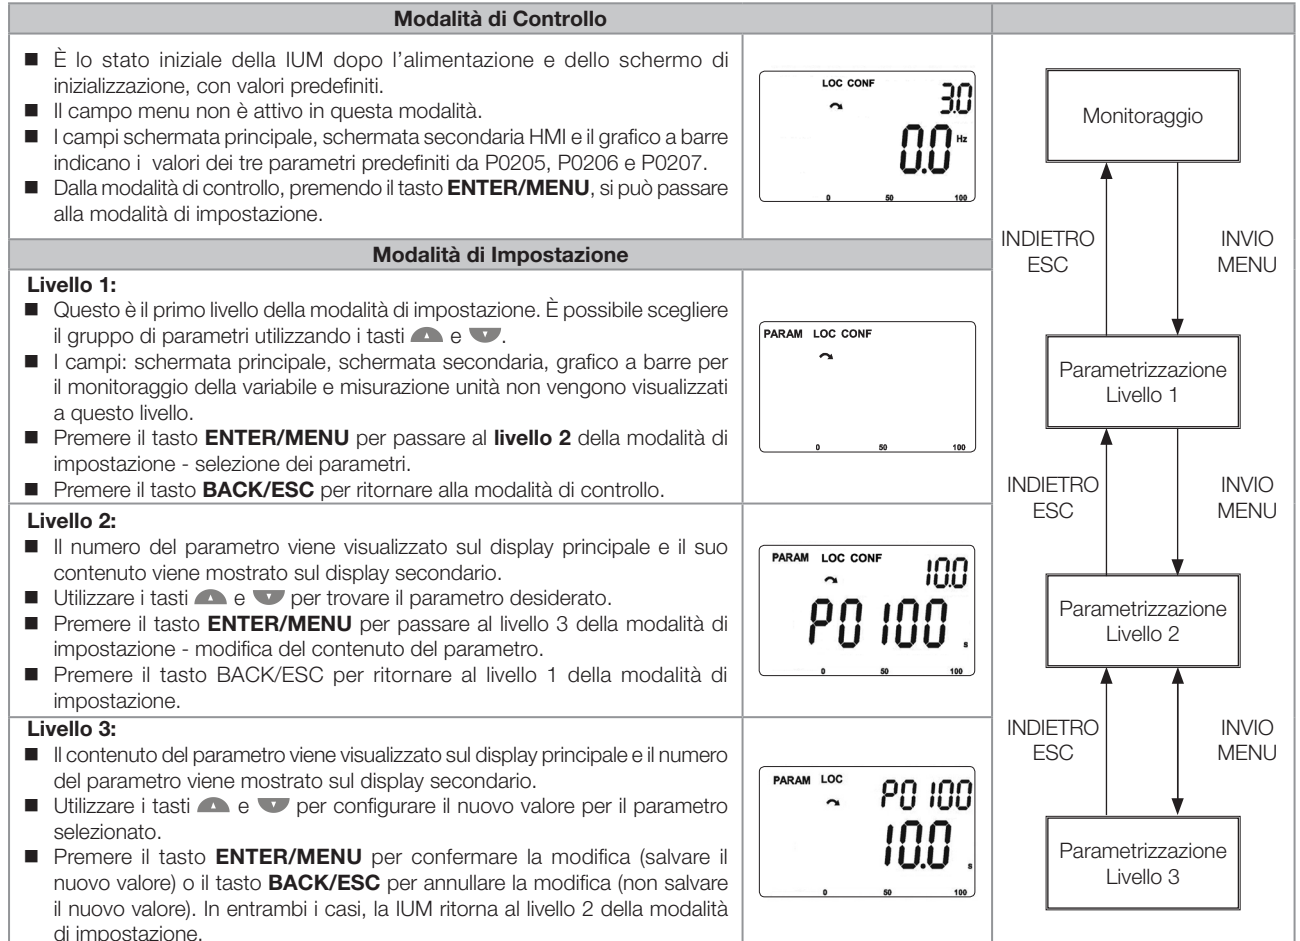 Modalità di Controllo
■ È lo stato iniziale della IUM dopo l'alimentazione e dello schermo di
inizializzazione, con valori predefiniti.
■ Il campo menu non è attivo in questa modalità.
■ I campi schermata principale, schermata secondaria HMI e il grafico a barre
indicano i valori dei tre parametri predefiniti da P0205, P0206 e P0207.
■ Dalla modalità di controllo, premendo il tasto ENTER/MENU, si può passare
alla modalità di impostazione.
LOC CONF
3.0
0.0 Hz
0 50 100
Modalità di Impostazione
Livello 1:
■ Questo è il primo livello della modalità di impostazione. È possibile scegliere
il gruppo di parametri utilizzando i tasti e .
■ I campi: schermata principale, schermata secondaria, grafico a barre per
il monitoraggio della variabile e misurazione unità non vengono visualizzati
a questo livello.
■ Premere il tasto ENTER/MENU per passare al livello 2 della modalità di
impostazione - selezione dei parametri.
■ Premere il tasto BACK/ESC per ritornare alla modalità di controllo.
PARAM LOC CONF
0 50 100
Livello 2:
■ Il numero del parametro viene visualizzato sul display principale e il suo
contenuto viene mostrato sul display secondario.
■ Utilizzare i tasti e per trovare il parametro desiderato.
■ Premere il tasto ENTER/MENU per passare al livello 3 della modalità di
impostazione - modifica del contenuto del parametro.
■ Premere il tasto BACK/ESC per ritornare al livello 1 della modalità di
impostazione.
PARAM LOC CONF
10.0
P0100 s
0 50 100
Livello 3:
■ Il contenuto del parametro viene visualizzato sul display principale e il numero
del parametro viene mostrato sul display secondario.
■ Utilizzare i tasti e per configurare il nuovo valore per il parametro
selezionato.
■ Premere il tasto ENTER/MENU per confermare la modifica (salvare il
nuovo valore) o il tasto BACK/ESC per annullare la modifica (non salvare
il nuovo valore). In entrambi i casi, la IUM ritorna al livello 2 della modalità
di impostazione.
PARAM LOC
P0100
10.0 s
0 50 100
Monitoraggio
INDIETRO
ESC
INVIO
MENU
Parametrizzazione
Livello 1
INDIETRO
ESC
INVIO
MENU
Parametrizzazione
Livello 2
INDIETRO
ESC
INVIO
MENU
Parametrizzazione
Livello 3